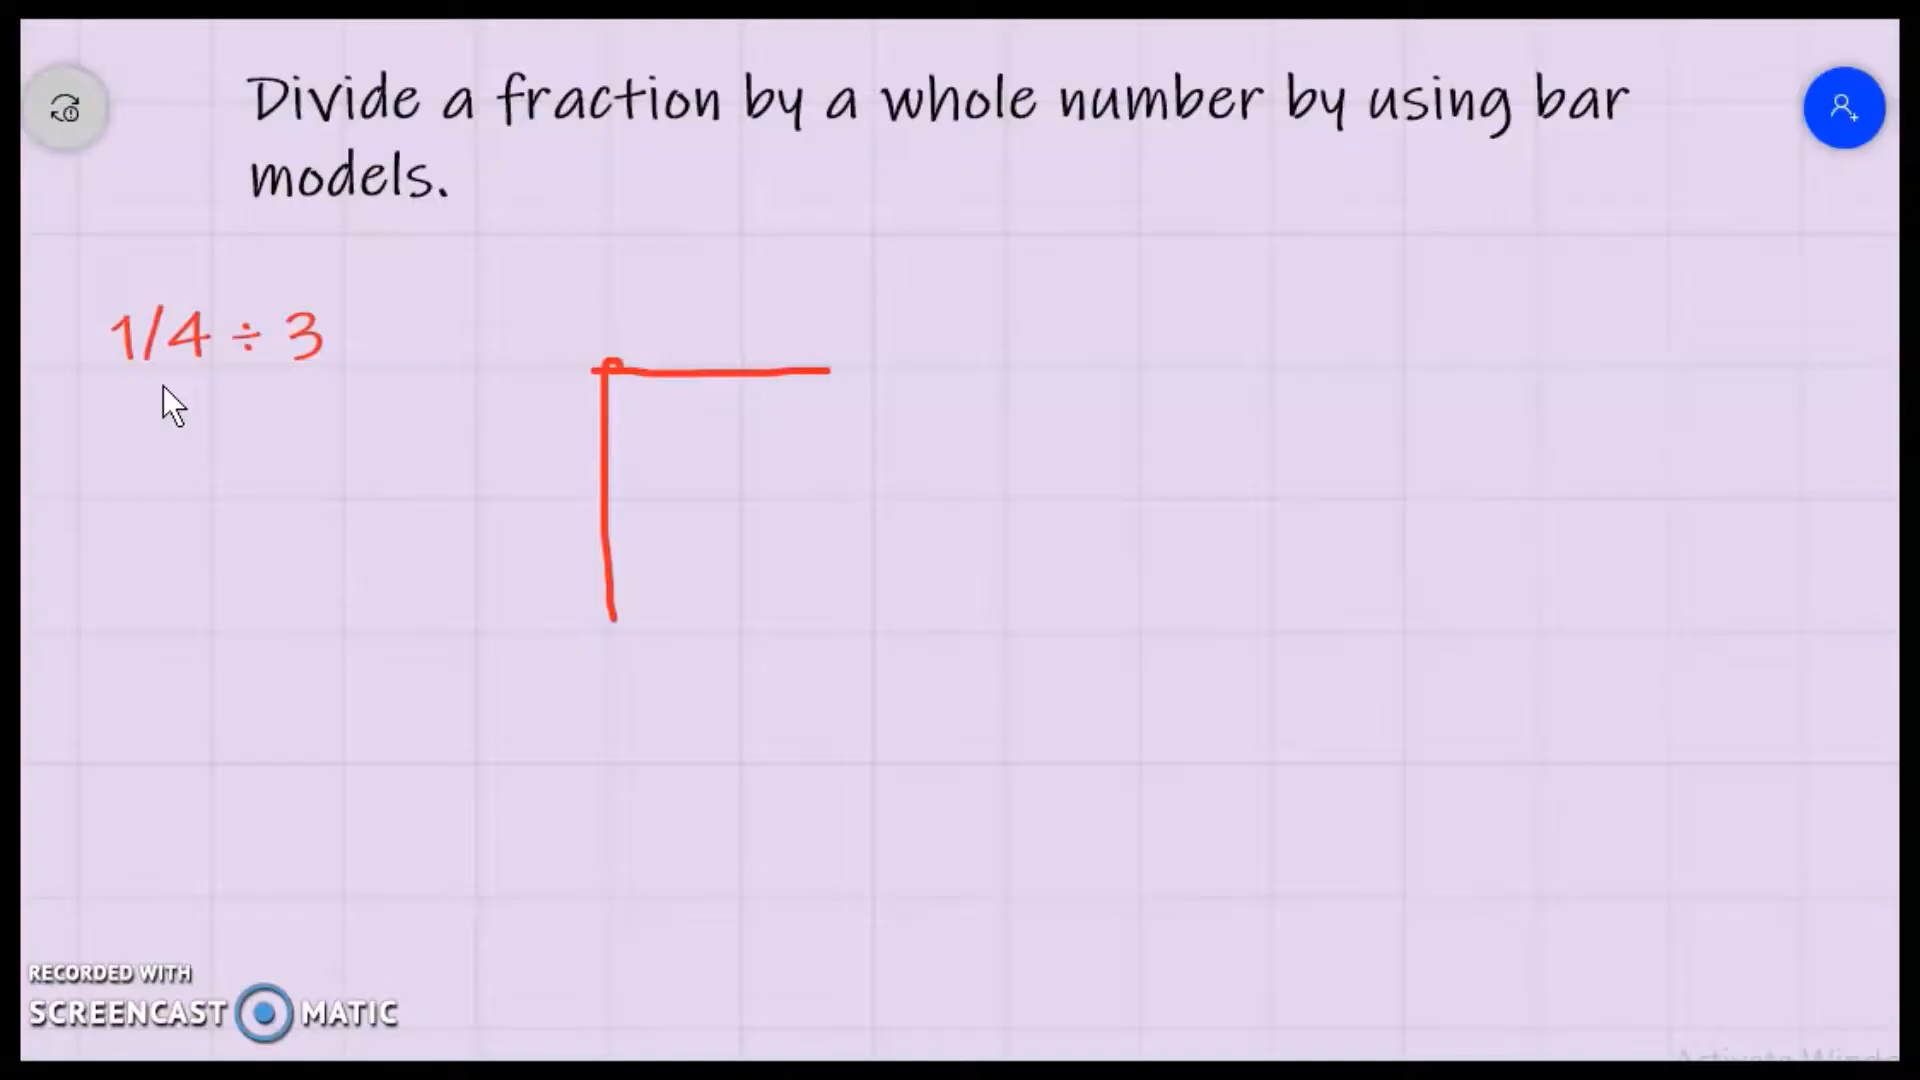 Divide a fraction by a whole number by using bar
models.
1/4 ÷ 3
RECORDED WITH
SCREENCAST MATIC